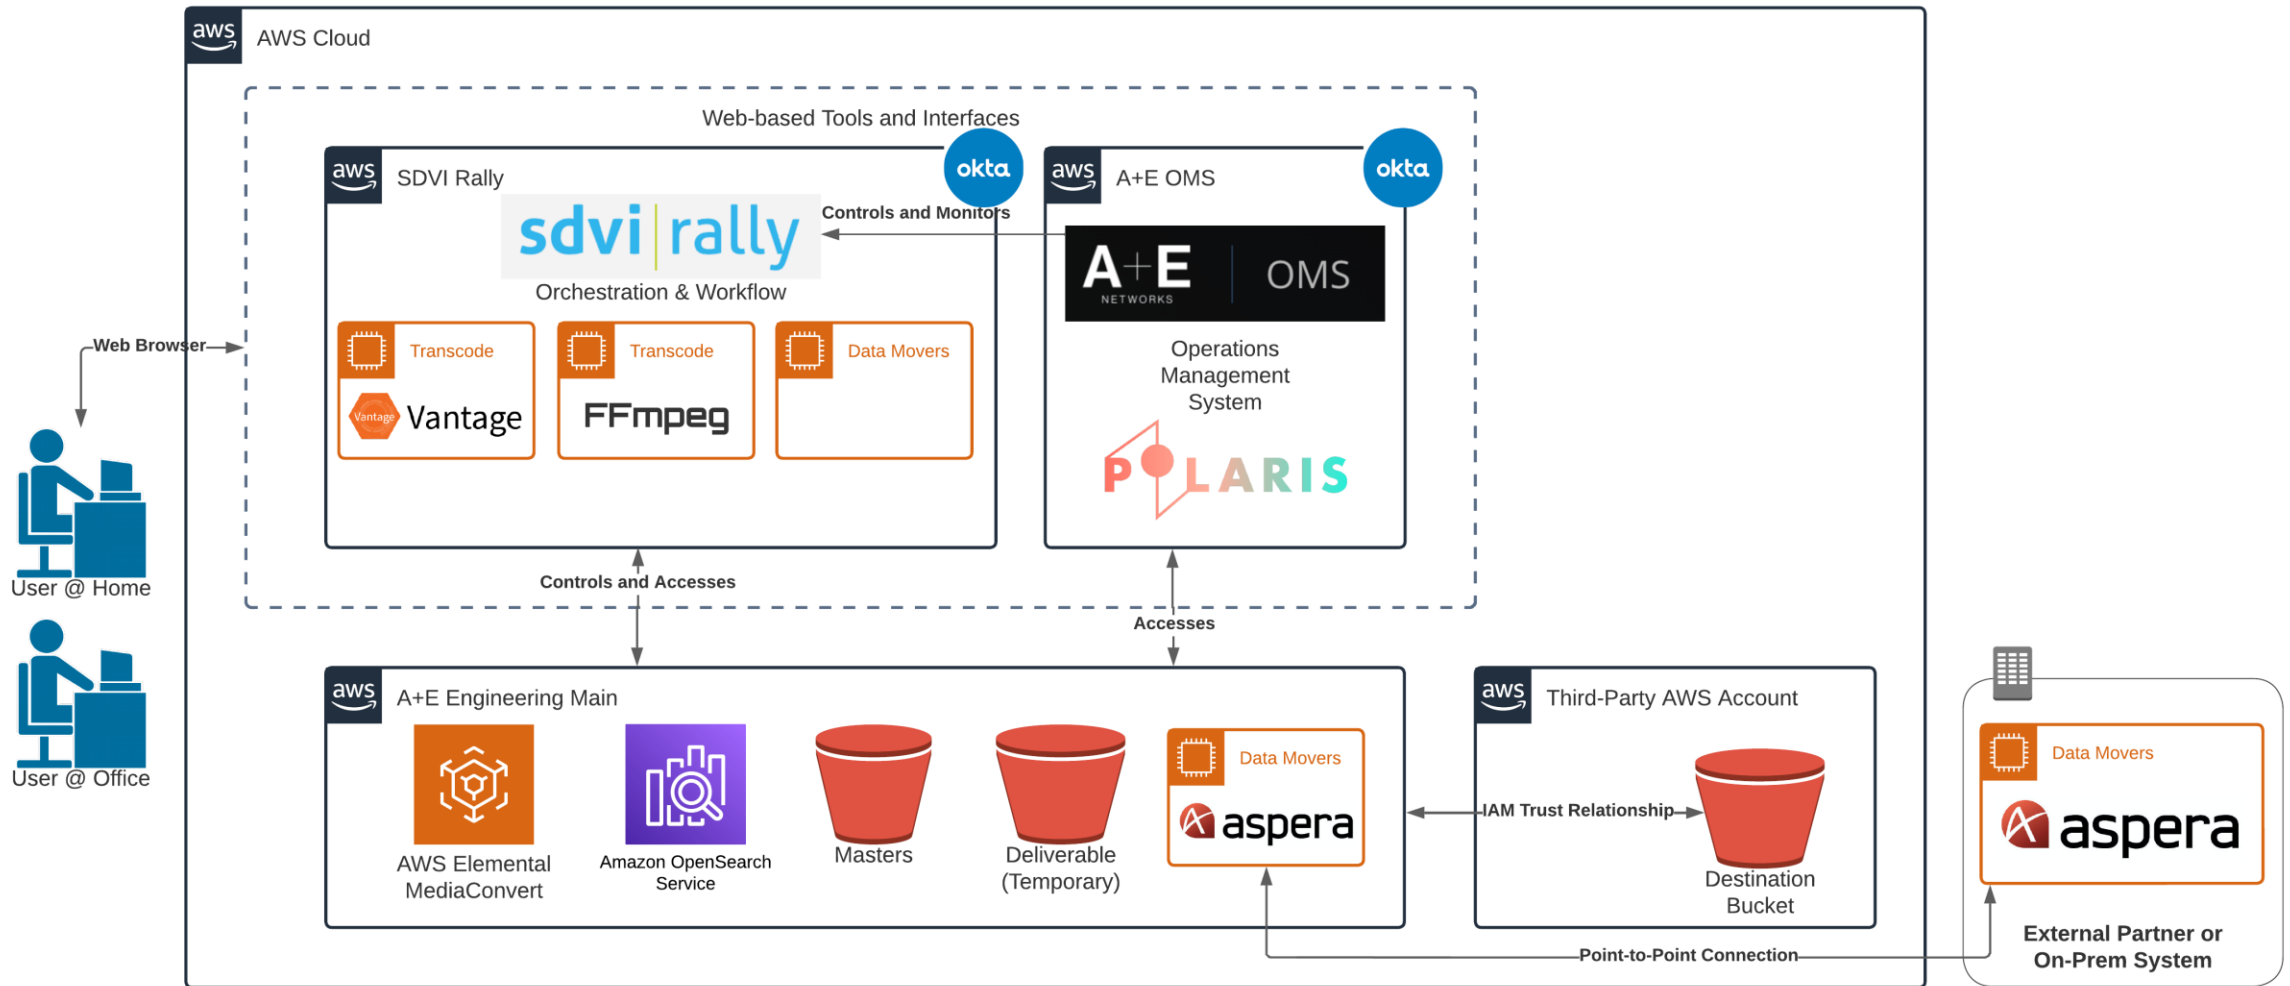 aws
AWS Cloud
Web-based Tools and Interfaces
aws
SDVI Rally
okta
sdvi rally
Orchestration & Workflow
Transcode
Vantage
Vantage
Transcode
FFmpeg
Data Movers
Controls and Monitors
aws
A+E OMS
okta
A+E
NETWORKS
OMS
Operations
Management
System
POLARIS
Web Browser
User @ Home
User @ Office
Controls and Accesses
Accesses
aws
A+E Engineering Main
AWS Elemental
MediaConvert
Amazon OpenSearch
Service
Masters
Deliverable
(Temporary)
Data Movers
aspera
IAM Trust Relationship
aws
Third-Party AWS Account
Destination
Bucket
Point-to-Point Connection
Data Movers
aspera
External Partner or
On-Prem System